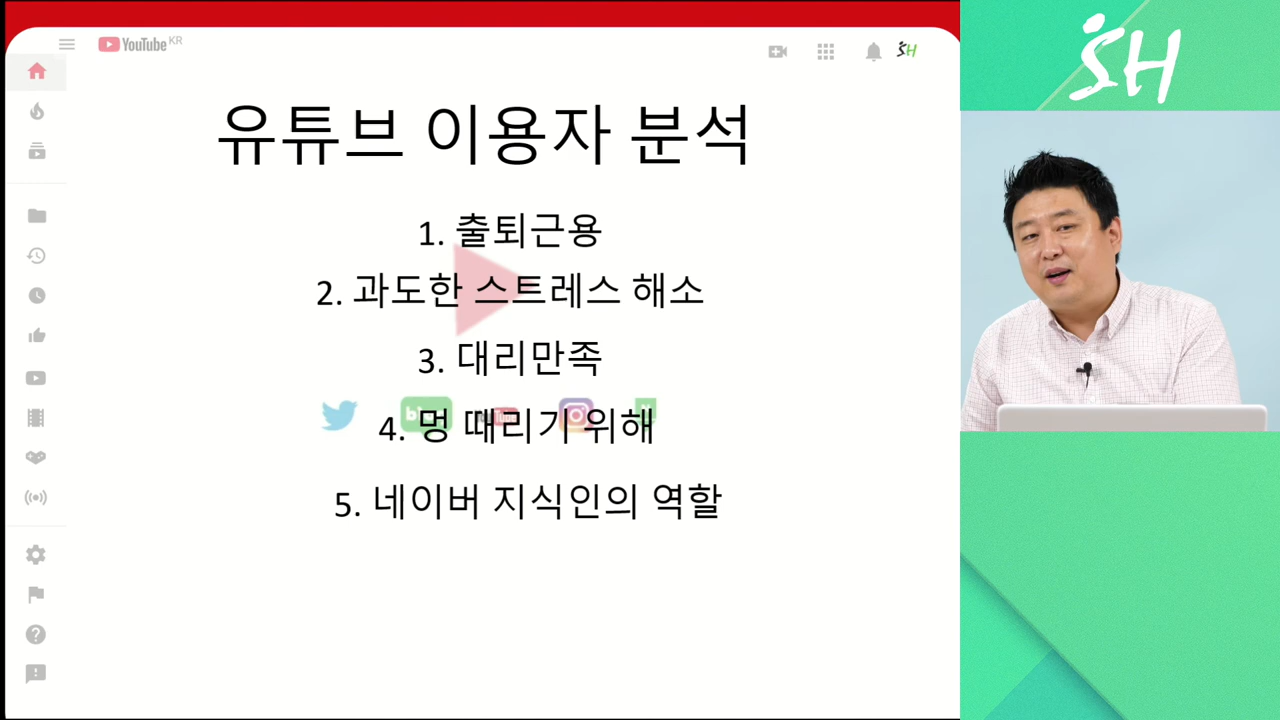 YouTube KR
SH
SH
유튜브 이용자 분석
1. 출퇴근용
2. 과도한 스트레스 해소
3. 대리만족
4. 멍 때리기 위해
5. 네이버 지식인의 역할